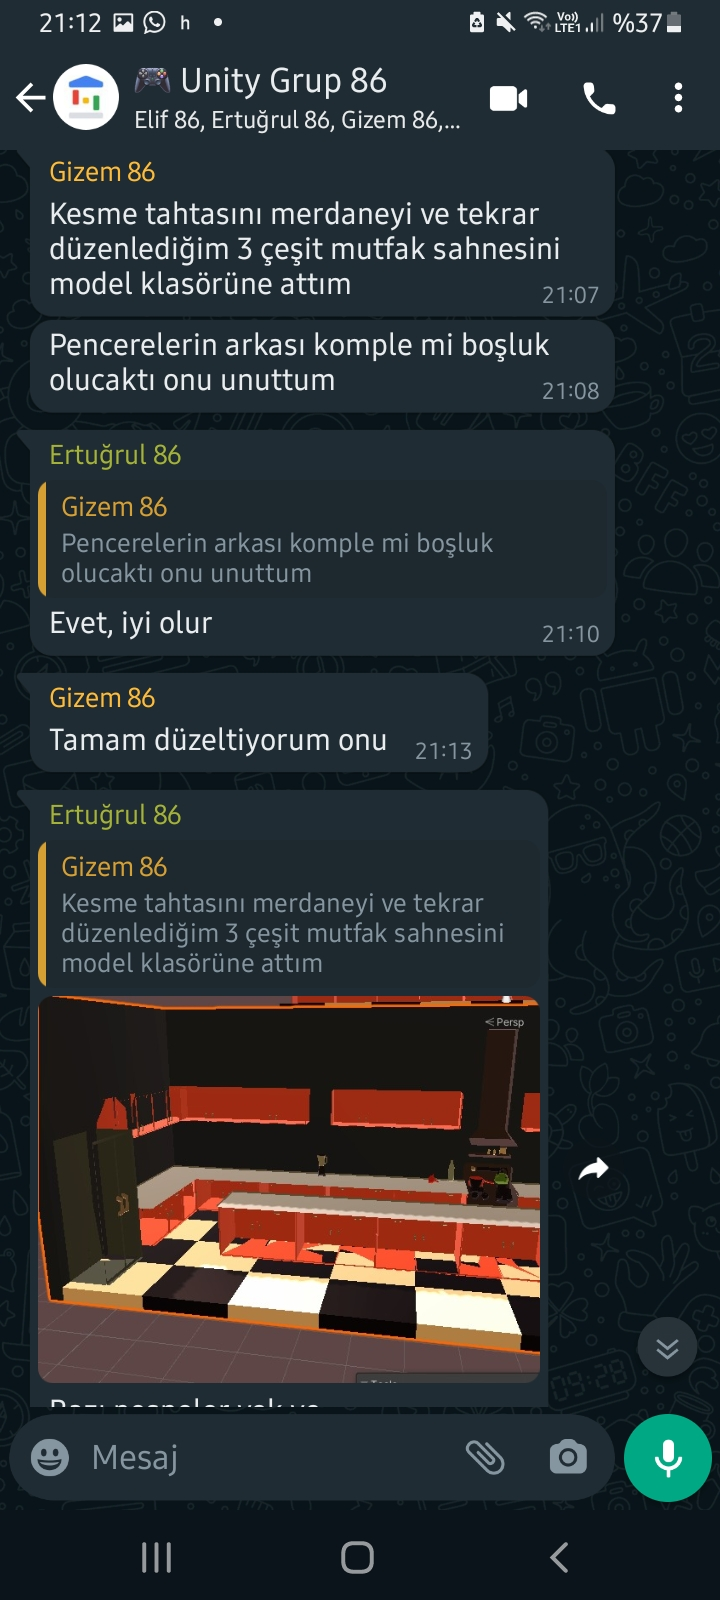 21:12 h
Vo))
LTE1
%37
🎮 Unity Grup 86
Elif 86, Ertuğrul 86, Gizem 86,...
Gizem 86
Kesme tahtasını merdaneyi ve tekrar
düzenlediğim 3 çeşit mutfak sahnesini
model klasörüne attım
21:07
Pencerelerin arkası komple mi boşluk
olucaktı onu unuttum
21:08
Ertuğrul 86
Gizem 86
Pencerelerin arkası komple mi boşluk
olucaktı onu unuttum
Evet, iyi olur
21:10
Gizem 86
Tamam düzeltiyorum onu
21:13
Ertuğrul 86
Gizem 86
Kesme tahtasını merdaneyi ve tekrar
düzenlediğim 3 çeşit mutfak sahnesini
model klasörüne attım
< Persp
Mesaj